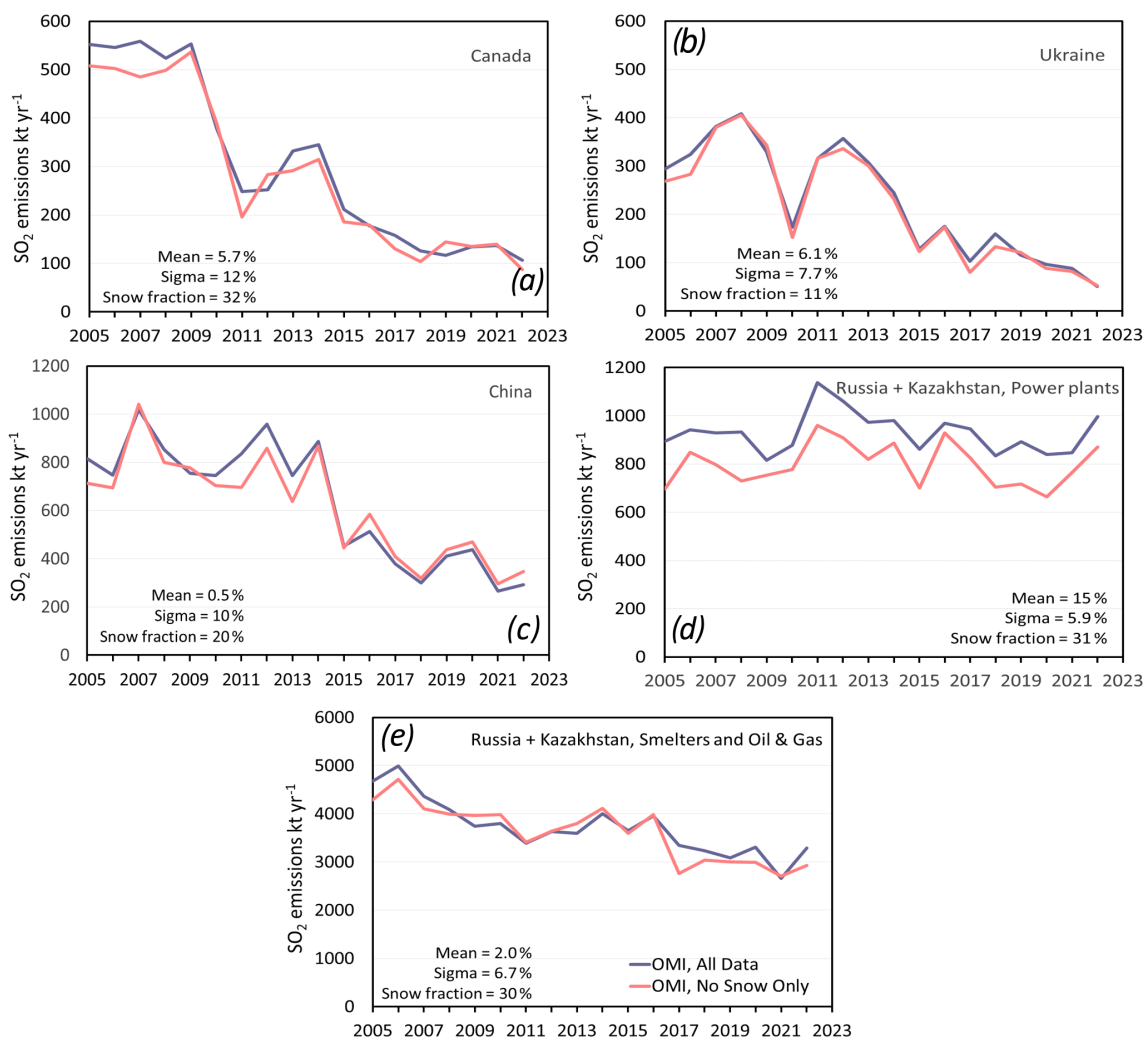 SO2 emissions kt yr-1
600
500
400
300
200
100
0
Canada
Mean = 5.7%
Sigma = 12%
Snow fraction = 32%
(a)
2005 2007 2009 2011 2013 2015 2017 2019 2021 2023
SO2 emissions kt yr-1
600
500
400
300
200
100
0
(b)
Ukraine
Mean = 6.1%
Sigma = 7.7%
Snow fraction = 11%
2005 2007 2009 2011 2013 2015 2017 2019 2021 2023
SO2 emissions kt yr-1
1200
1000
800
600
400
200
0
China
Mean = 0.5%
Sigma = 10%
Snow fraction = 20%
(c)
2005 2007 2009 2011 2013 2015 2017 2019 2021 2023
SO2 emissions kt yr-1
1200
1000
800
600
400
200
0
Russia + Kazakhstan, Power plants
(d)
Mean = 15%
Sigma = 5.9%
Snow fraction = 31%
2005 2007 2009 2011 2013 2015 2017 2019 2021 2023
SO2 emissions kt yr-1
6000
5000
4000
3000
2000
1000
0
(e)
Russia + Kazakhstan, Smelters and Oil & Gas
Mean = 2.0%
Sigma = 6.7%
Snow fraction = 30%
OMI, All Data
OMI, No Snow Only
2005 2007 2009 2011 2013 2015 2017 2019 2021 2023